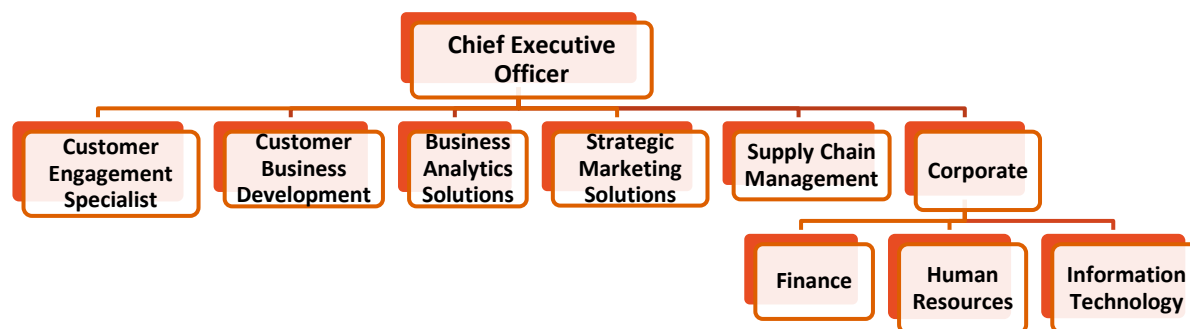 Chief Executive
Officer
Customer
Engagement
Specialist
Customer
Business
Development
Business
Analytics
Solutions
Strategic
Marketing
Solutions
Supply Chain
Management
Corporate
Finance
Human
Resources
Information
Technology